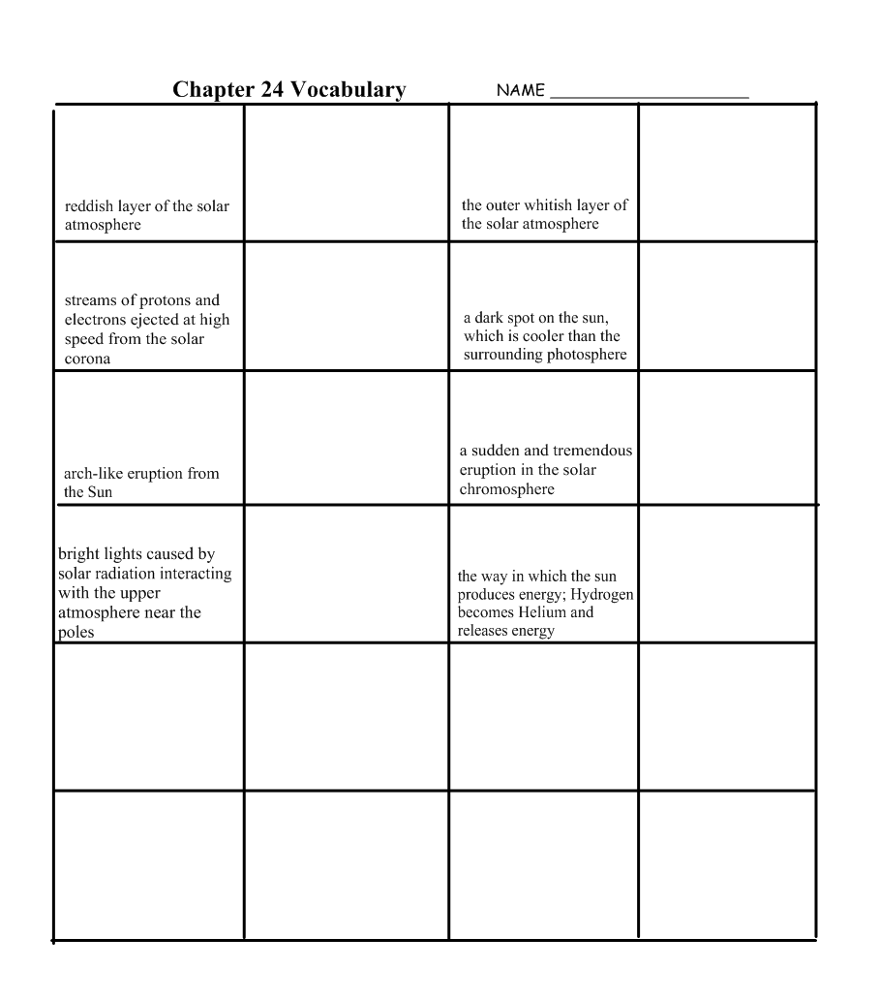 Chapter 24 Vocabulary NAME
reddish layer of the solar
atmosphere
the outer whitish layer of
the solar atmosphere
streams of protons and
electrons ejected at high
speed from the solar
corona
a dark spot on the sun,
which is cooler than the
surrounding photosphere
arch-like eruption from
the Sun
a sudden and tremendous
eruption in the solar
chromosphere
bright lights caused by
solar radiation interacting
with the upper
atmosphere near the
poles
the way in which the sun
produces energy; Hydrogen
becomes Helium and
releases energy